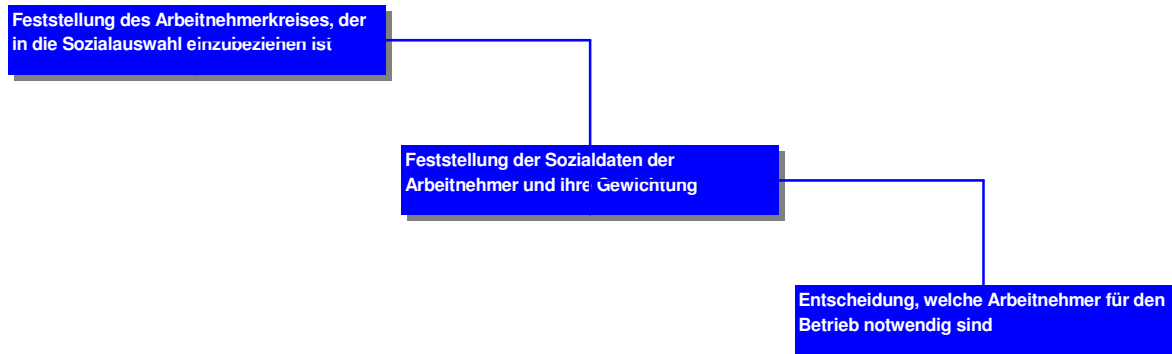 Feststellung des Arbeitnehmerkreises, der
in die Sozialauswahl einzubeziehen ist
Feststellung der Sozialdaten der
Arbeitnehmer und ihre Gewichtung
Entscheidung, welche Arbeitnehmer für den
Betrieb notwendig sind